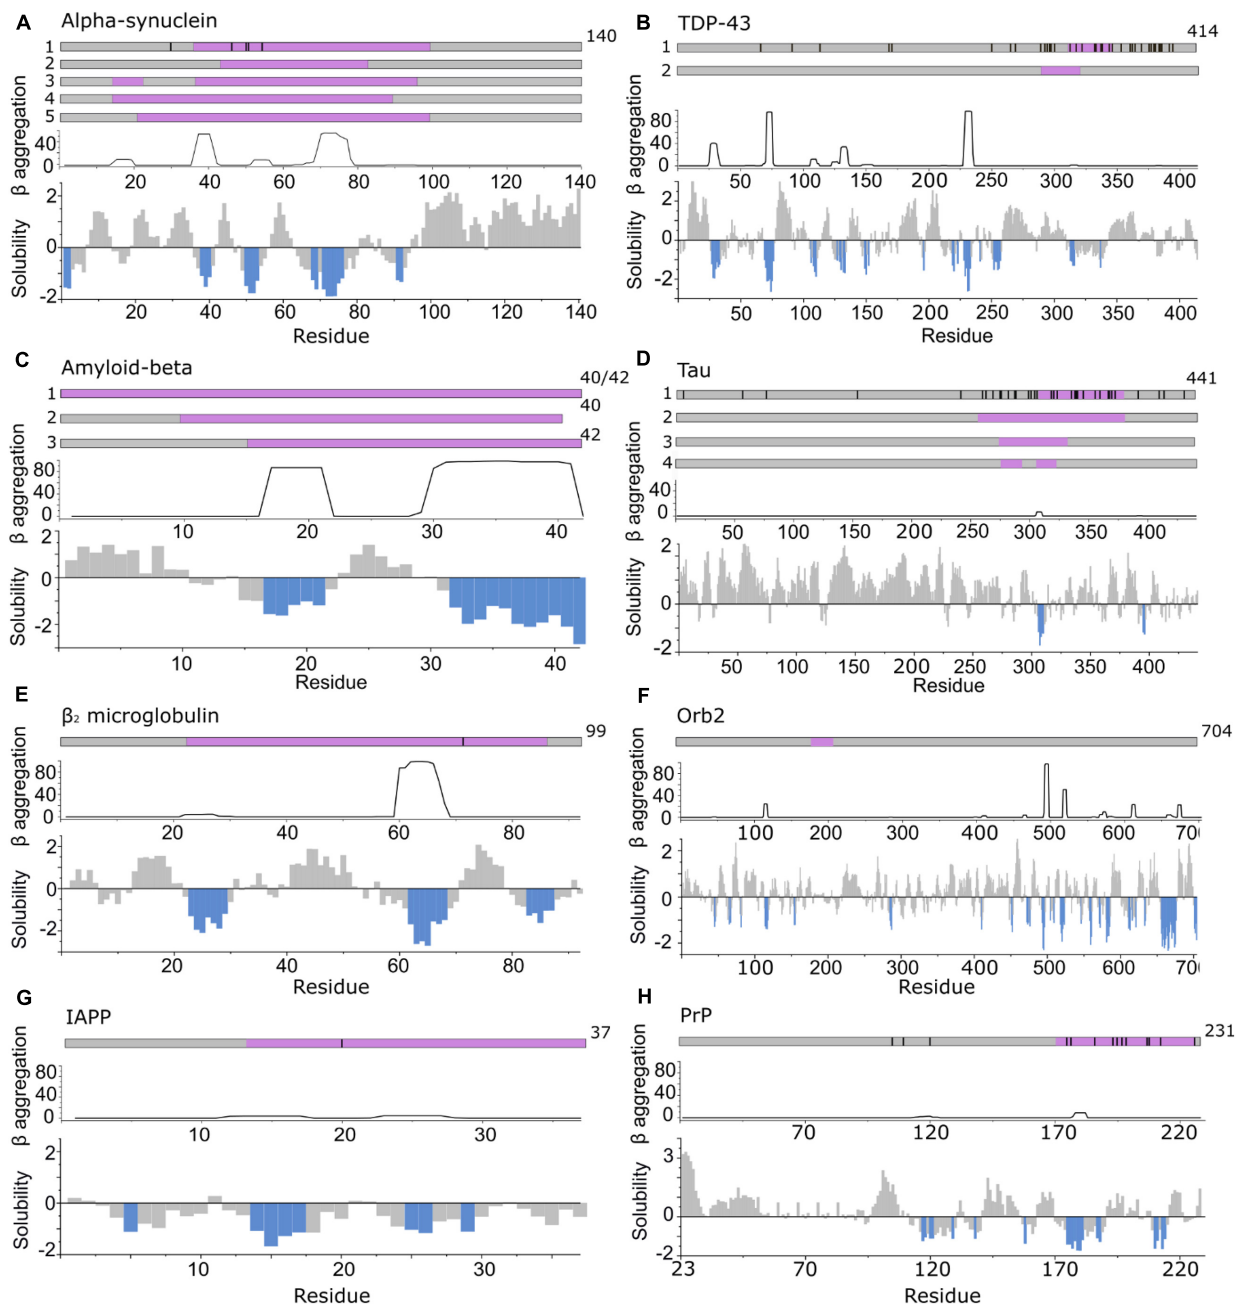 A Alpha-synuclein
140
1
2
3
4
5
β aggregation
40
0
20 40 60 80 100 120 140
Solubility
2
0
-2
20 40 60 80 100 120 140
Residue
B TDP-43
414
1
2
β aggregation
80
40
0
50 100 150 200 250 300 350 400
Solubility
2
0
-2
50 100 150 200 250 300 350 400
Residue
C Amyloid-beta
40/42
1
40
2
42
3
β aggregation
80
40
0
10 20 30 40
Solubility
2
0
-2
10 20 30 40
Residue
D Tau
441
1
2
3
4
β aggregation
40
0
50 100 150 200 250 300 350 400
Solubility
2
0
-2
50 100 150 200 250 300 350 400
Residue
E β₂ microglobulin
99
β aggregation
80
40
0
20 40 60 80
Solubility
2
0
-2
20 40 60 80
Residue
F Orb2
704
β aggregation
80
40
0
100 200 300 400 500 600 700
Solubility
2
0
-2
100 200 300 400 500 600 700
Residue
G IAPP
37
β aggregation
80
40
0
10 20 30
Solubility
2
0
-2
10 20 30
Residue
H PrP
231
β aggregation
80
40
0
70 120 170 220
Solubility
3
0
-2
23 70 120 170 220
Residue